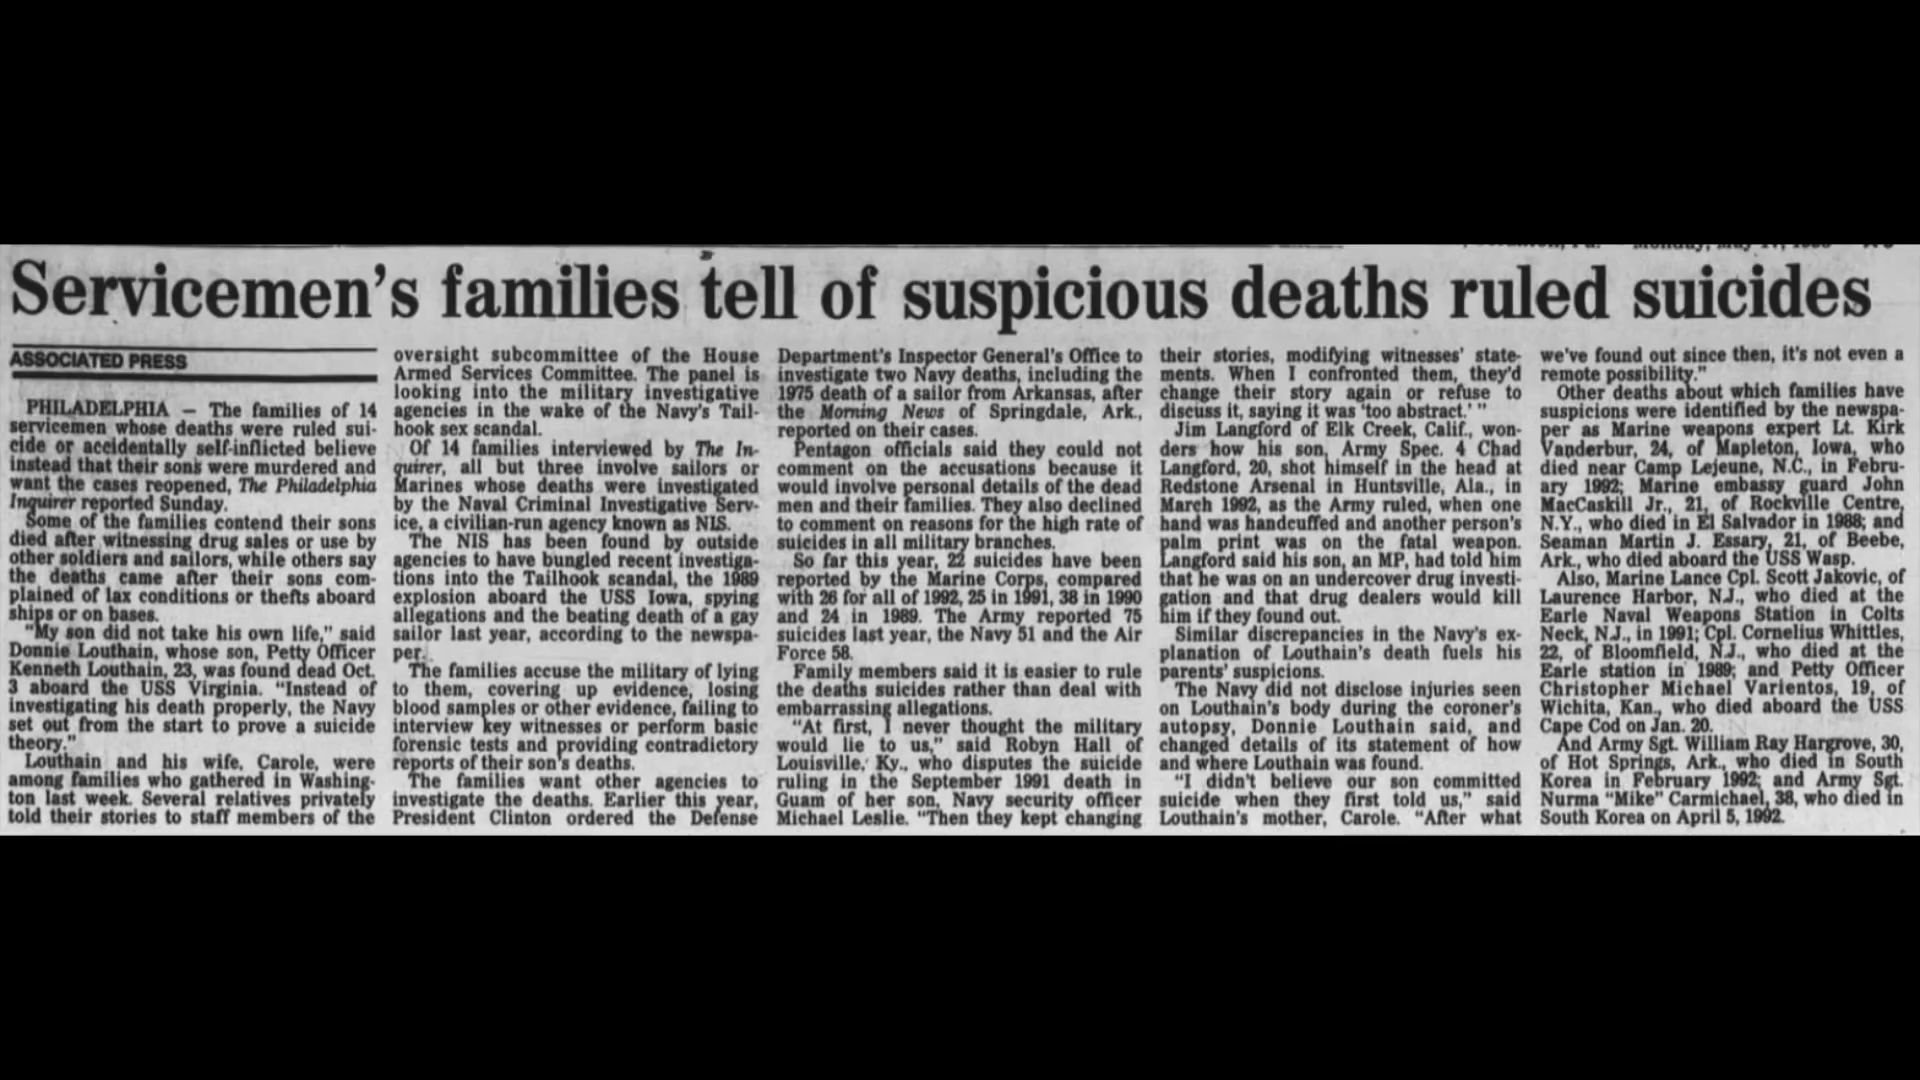 Monday, May 17, 1993
Servicemen's families tell of suspicious deaths ruled suicides
ASSOCIATED PRESS
PHILADELPHIA — The families of 14
servicemen whose deaths were ruled sui-
cide or accidentally self-inflicted believe
instead that their sons were murdered and
want the cases reopened, The Philadelphia
Inquirer reported Sunday.
Some of the families contend their sons
died after witnessing drug sales or use by
other soldiers and sailors, while others say
the deaths came after their sons com-
plained of lax conditions or thefts aboard
ships or on bases.
"My son did not take his own life," said
Donnie Louthain, whose son, Petty Officer
Kenneth Louthain, 23, was found dead Oct.
3 aboard the USS Virginia. "Instead of
investigating his death properly, the Navy
set out from the start to prove a suicide
theory."
Louthain and his wife, Carole, were
among families who gathered in Washing-
ton last week. Several relatives privately
told their stories to staff members of the
oversight subcommittee of the House
Armed Services Committee. The panel is
looking into the military investigative
agencies in the wake of the Navy's Tail-
hook sex scandal.
Of 14 families interviewed by The In-
quirer, all but three involve sailors or
Marines whose deaths were investigated
by the Naval Criminal Investigative Serv-
ice, a civilian-run agency known as NIS.
The NIS has been found by outside
agencies to have bungled recent investiga-
tions into the Tailhook scandal, the 1989
explosion aboard the USS Iowa, spying
allegations and the beating death of a gay
sailor last year, according to the newspa-
per.
The families accuse the military of lying
to them, covering up evidence, losing
blood samples or other evidence, failing to
interview key witnesses or perform basic
forensic tests and providing contradictory
reports of their son's deaths.
The families want other agencies to
investigate the deaths. Earlier this year,
President Clinton ordered the Defense
Department's Inspector General's Office to
investigate two Navy deaths, including the
1975 death of a sailor from Arkansas, after
the Morning News of Springdale, Ark.,
reported on their cases.
Pentagon officials said they could not
comment on the accusations because it
would involve personal details of the dead
men and their families. They also declined
to comment on reasons for the high rate of
suicides in all military branches.
So far this year, 22 suicides have been
reported by the Marine Corps, compared
with 26 for all of 1992, 25 in 1991, 38 in 1990
and 24 in 1989. The Army reported 75
suicides last year, the Navy 51 and the Air
Force 58.
Family members said it is easier to rule
the deaths suicides rather than deal with
embarrassing allegations.
"At first, I never thought the military
would lie to us," said Robyn Hall of
Louisville, Ky., who disputes the suicide
ruling in the September 1991 death in
Guam of her son, Navy security officer
Michael Leslie. "Then they kept changing
their stories, modifying witnesses' state-
ments. When I confronted them, they'd
change their story again or refuse to
discuss it, saying it was 'too abstract.' "
Jim Langford of Elk Creek, Calif., won-
ders how his son, Army Spec. 4 Chad
Langford, 20, shot himself in the head at
Redstone Arsenal in Huntsville, Ala., in
March 1992, as the Army ruled, when one
hand was handcuffed and another person's
palm print was on the fatal weapon.
Langford said his son, an MP, had told him
that he was on an undercover drug investi-
gation and that drug dealers would kill
him if they found out.
Similar discrepancies in the Navy's ex-
planation of Louthain's death fuels his
parents' suspicions.
The Navy did not disclose injuries seen
on Louthain's body during the coroner's
autopsy, Donnie Louthain said, and
changed details of its statement of how
and where Louthain was found.
"I didn't believe our son committed
suicide when they first told us," said
Louthain's mother, Carole. "After what
we've found out since then, it's not even a
remote possibility."
Other deaths about which families have
suspicions were identified by the newspa-
per as Marine weapons expert Lt. Kirk
Vanderbur, 24, of Mapleton, Iowa, who
died near Camp Lejeune, N.C., in Febru-
ary 1992; Marine embassy guard John
MacCaskill Jr., 21, of Rockville Centre,
N.Y., who died in El Salvador in 1988; and
Seaman Martin J. Essary, 21, of Beebe,
Ark., who died aboard the USS Wasp.
Also, Marine Lance Cpl. Scott Jakovic, of
Laurence Harbor, N.J., who died at the
Earle Naval Weapons Station in Colts
Neck, N.J., in 1991; Cpl. Cornelius Whittles,
22, of Bloomfield, N.J., who died at the
Earle station in 1989; and Petty Officer
Christopher Michael Varientos, 19, of
Wichita, Kan., who died aboard the USS
Cape Cod on Jan. 20.
And Army Sgt. William Ray Hargrove, 30,
of Hot Springs, Ark., who died in South
Korea in February 1992; and Army Sgt.
Nurma "Mike" Carmichael, 38, who died in
South Korea on April 5, 1992.